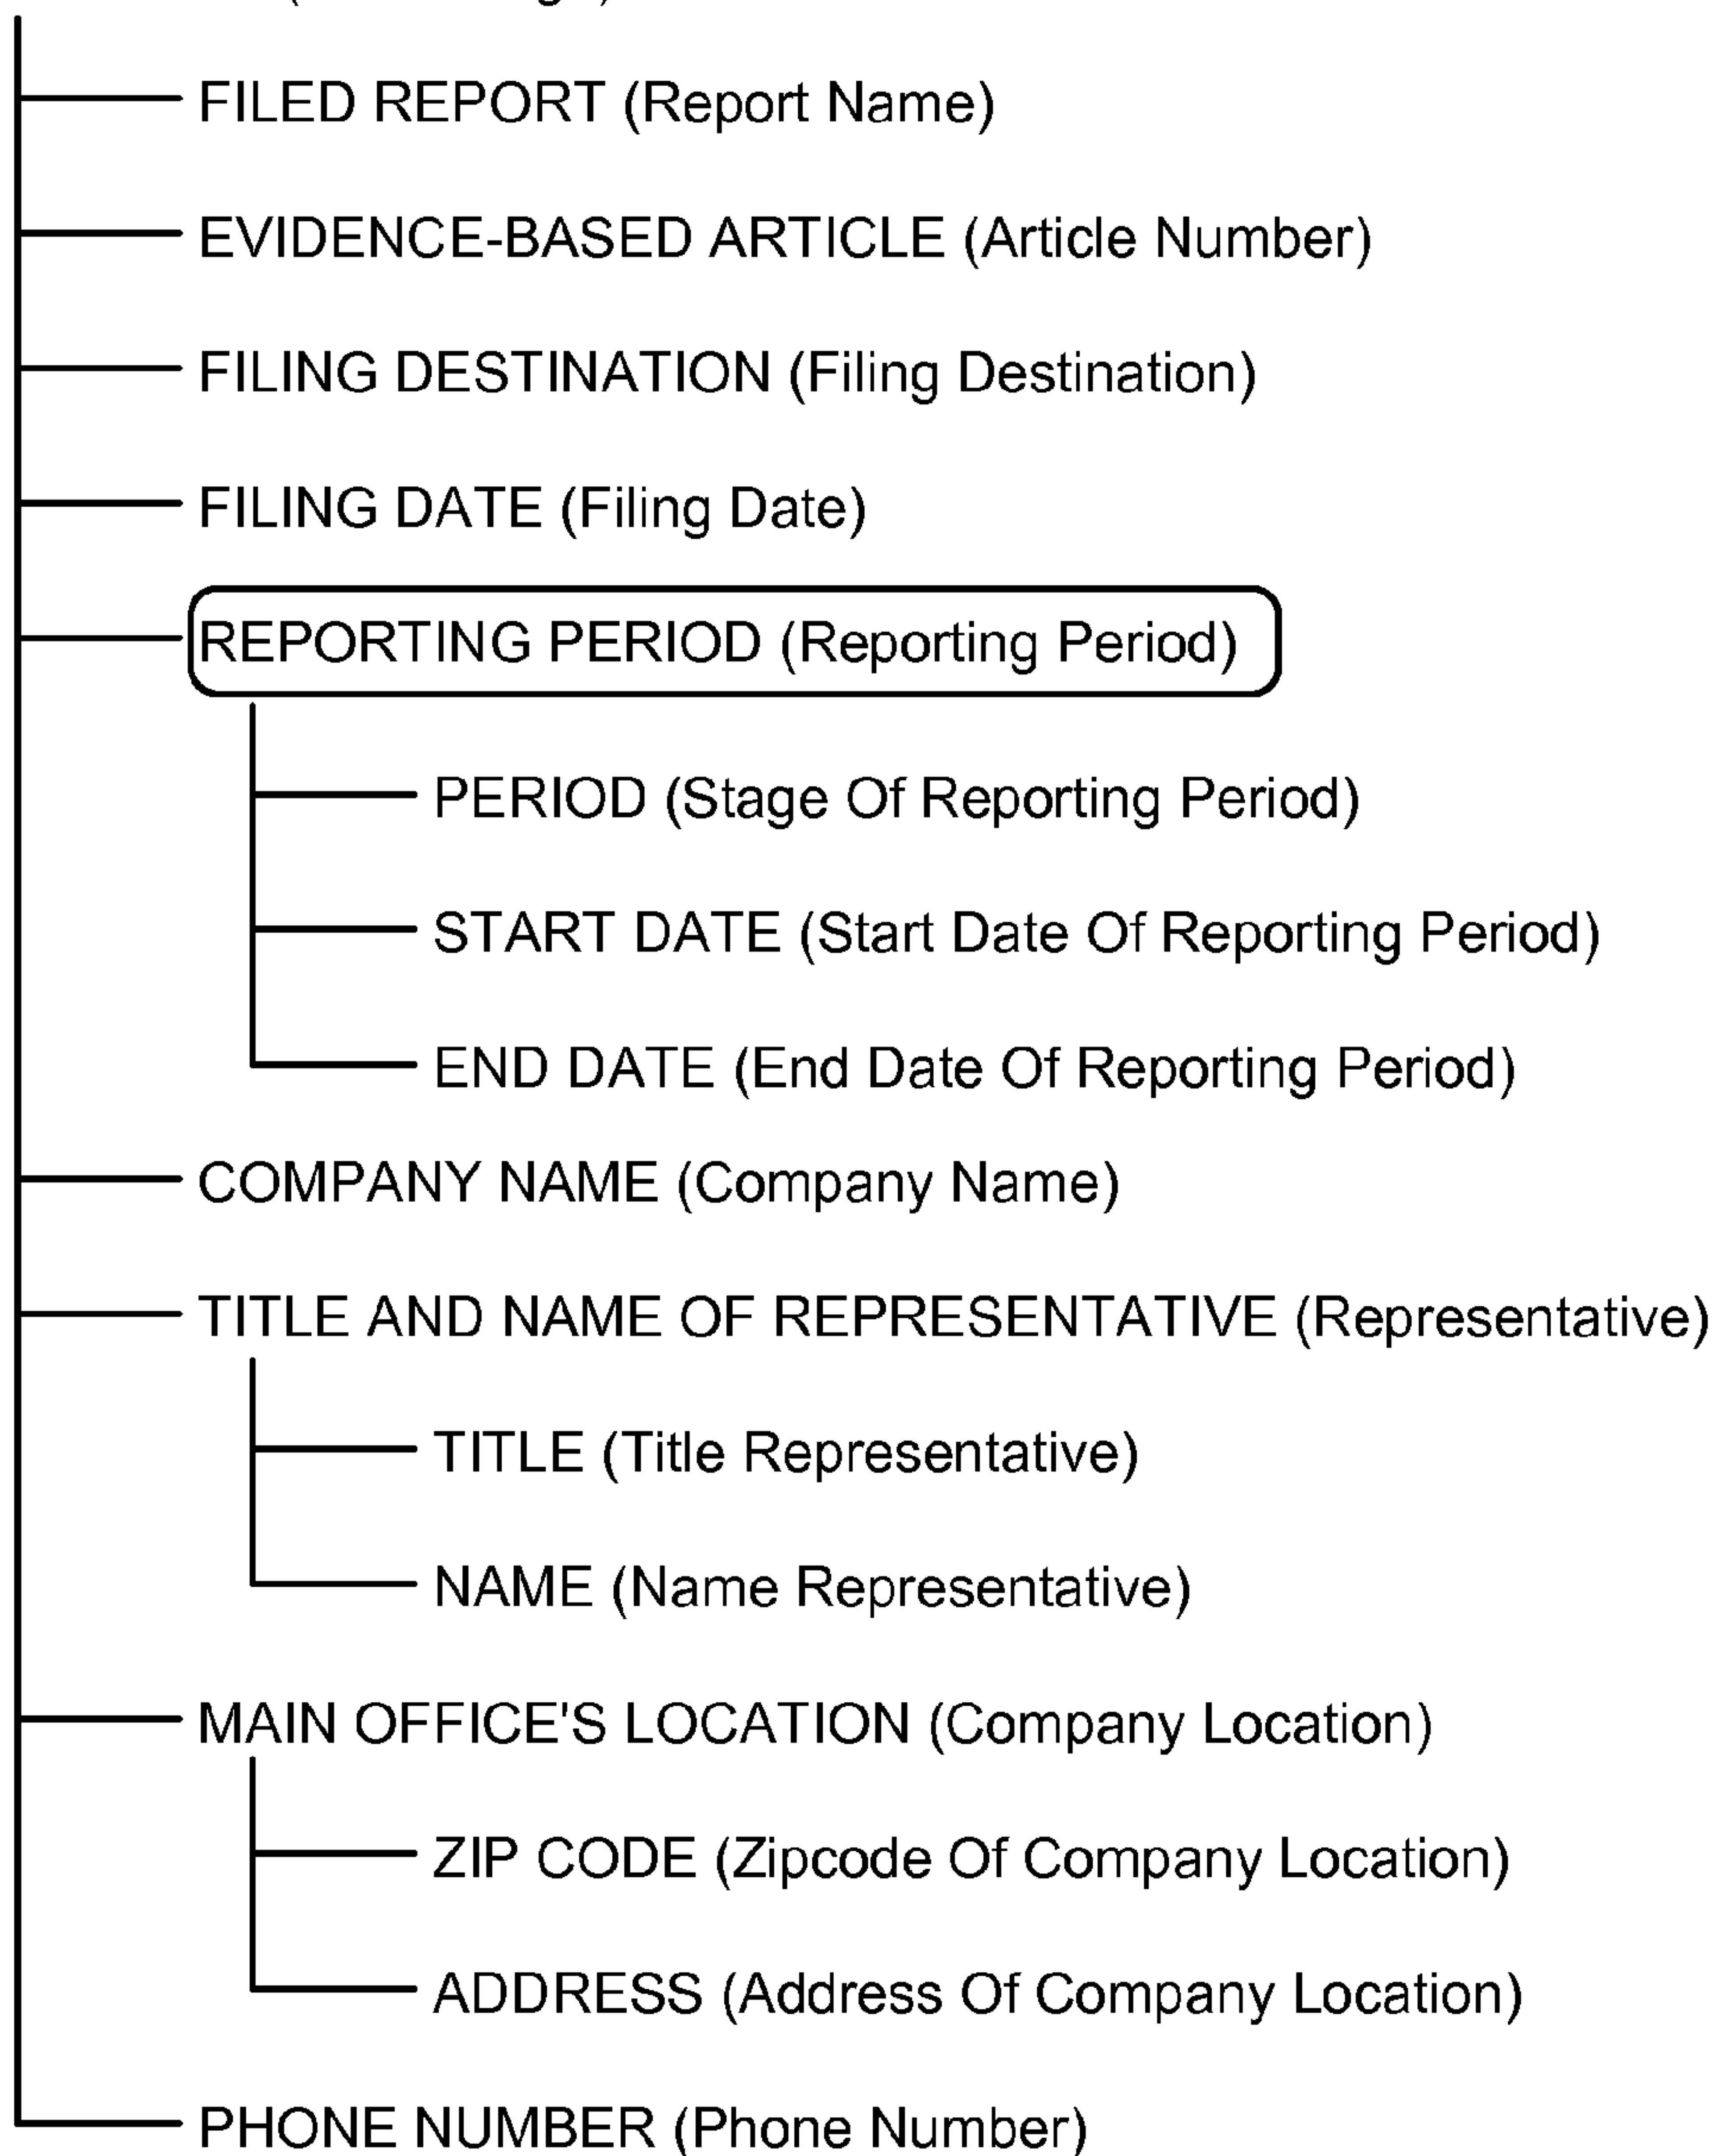 FILED REPORT (Report Name)
EVIDENCE-BASED ARTICLE (Article Number)
FILING DESTINATION (Filing Destination)
FILING DATE (Filing Date)
REPORTING PERIOD (Reporting Period)
PERIOD (Stage Of Reporting Period)
START DATE (Start Date Of Reporting Period)
END DATE (End Date Of Reporting Period)
COMPANY NAME (Company Name)
TITLE AND NAME OF REPRESENTATIVE (Representative)
TITLE (Title Representative)
NAME (Name Representative)
MAIN OFFICE'S LOCATION (Company Location)
ZIP CODE (Zipcode Of Company Location)
ADDRESS (Address Of Company Location)
PHONE NUMBER (Phone Number)